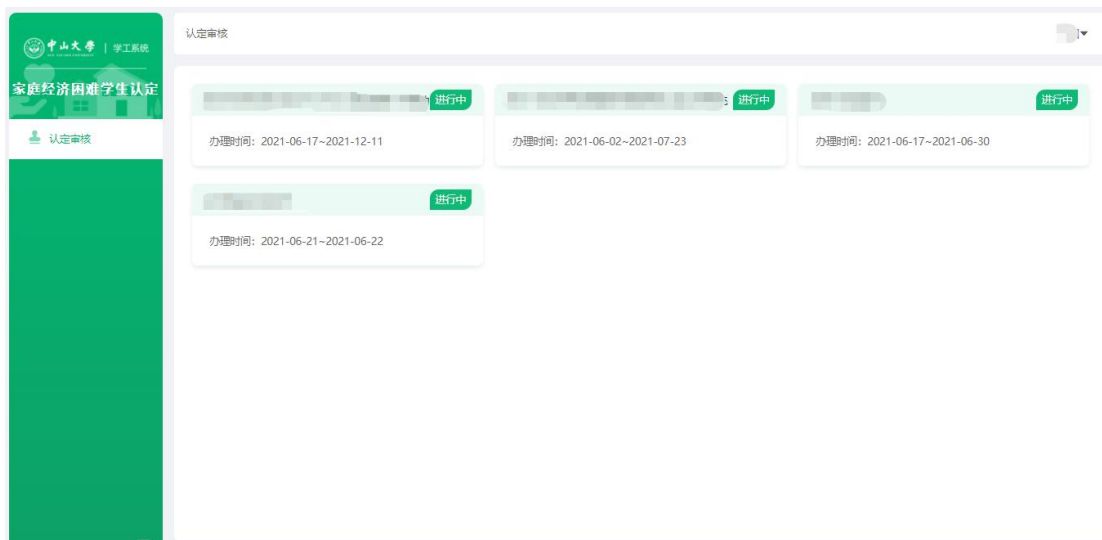 中山大學 | 学工系统
家庭经济困难学生认定
认定审核
认定审核
进行中
办理时间：2021-06-17~2021-12-11
进行中
办理时间：2021-06-02~2021-07-23
进行中
办理时间：2021-06-17~2021-06-30
进行中
办理时间：2021-06-21~2021-06-22